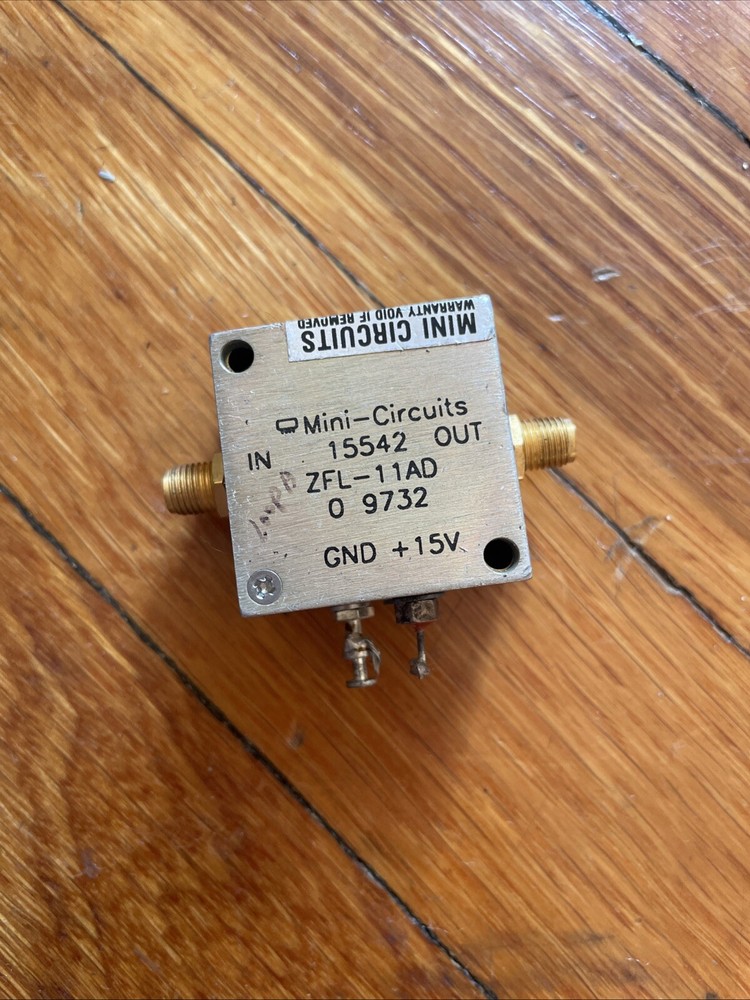 MINI CIRCUITS
WARRANTY VOID IF REMOVED
Mini-Circuits
IN 15542 OUT
ZFL-11AD
0 9732
GND +15V